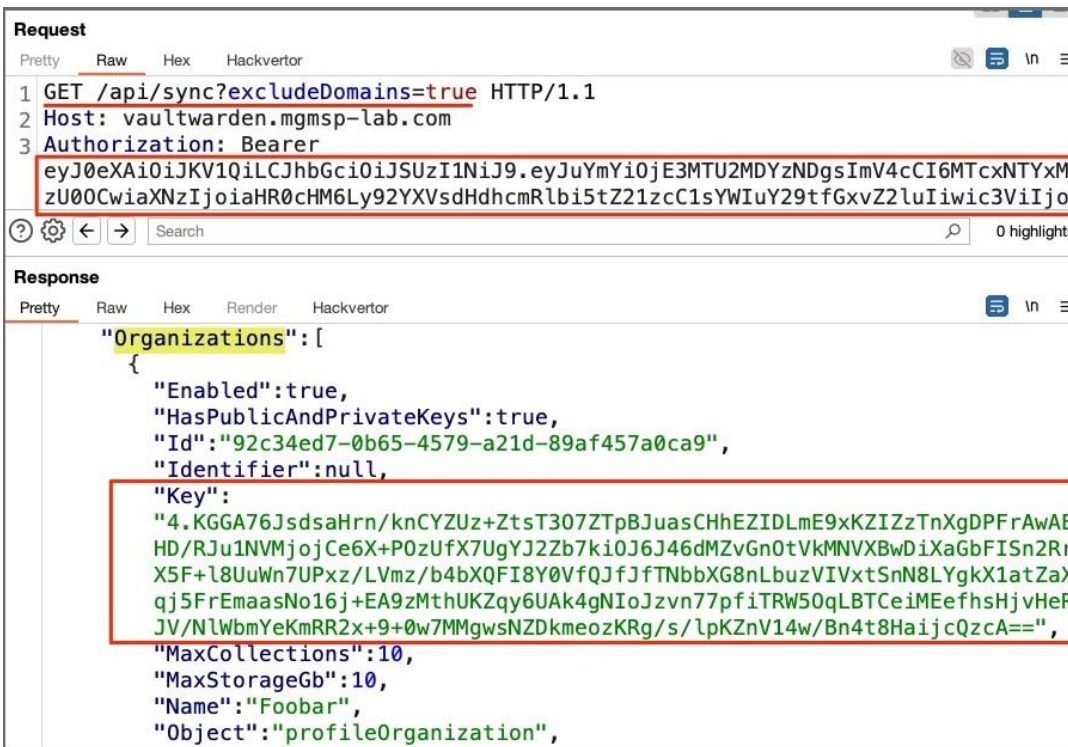 Request
Pretty Raw Hex Hackvertor \n
1 GET /api/sync?excludeDomains=true HTTP/1.1
2 Host: vaultwarden.mgmsp-lab.com
3 Authorization: Bearer
eyJ0eXAiOiJKV1QiLCJhbGciOiJSUzI1NiJ9.eyJuYmYiOjE3MTU2MDYzNDgsImV4cCI6MTcxNTYxM
zU0OCwiaXNzIjoiaHR0cHM6Ly92YXVsdHdhcmRlbi5tZ21zcC1sYWIuY29tfGxvZ2luIiwic3ViIjo
Search 0 highlights
Response
Pretty Raw Hex Render Hackvertor \n
"Organizations":[
{
"Enabled":true,
"HasPublicAndPrivateKeys":true,
"Id":"92c34ed7-0b65-4579-a21d-89af457a0ca9",
"Identifier":null,
"Key":
"4.KGGA76JsdsaHrn/knCYZUz+ZtsT3O7ZTpBJuasCHhEZIDLmE9xKZIZzTnXgDPFrAwAE
HD/RJu1NVMjojCe6X+POzUfX7UgYJ2Zb7kiOJ6J46dMZvGnOtVkMNVXBwDiXaGbFISn2Rr
X5F+l8UuWn7UPxz/LVmz/b4bXQFI8Y0VfQJfJfTNbbXG8nLbuzVIVxtSnN8LYgkX1atZaX
qj5FrEmaasNo16j+EA9zMthUKZqy6UAk4gNIoJzvn77pfiTRW5OqLBTCeiMEefhsHjvHeR
JV/NlWbmYeKmRR2x+9+0w7MMgwsNZDkmeozKRg/s/lpKZnV14w/Bn4t8HaijcQzcA==",
"MaxCollections":10,
"MaxStorageGb":10,
"Name":"Foobar",
"Object":"profileOrganization",